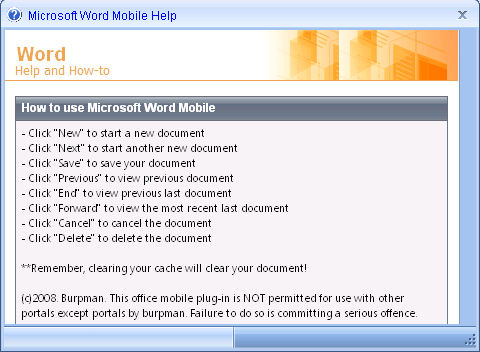 Microsoft Word Mobile Help
Word
Help and How-to
How to use Microsoft Word Mobile
- Click "New" to start a new document
- Click "Next" to start another new document
- Click "Save" to save your document
- Click "Previous" to view previous document
- Click "End" to view previous last document
- Click "Forward" to view the most recent last document
- Click "Cancel" to cancel the document
- Click "Delete" to delete the document
**Remember, clearing your cache will clear your document!
(c)2008. Burpman. This office mobile plug-in is NOT permitted for use with other
portals except portals by burpman. Failure to do so is committing a serious offence.